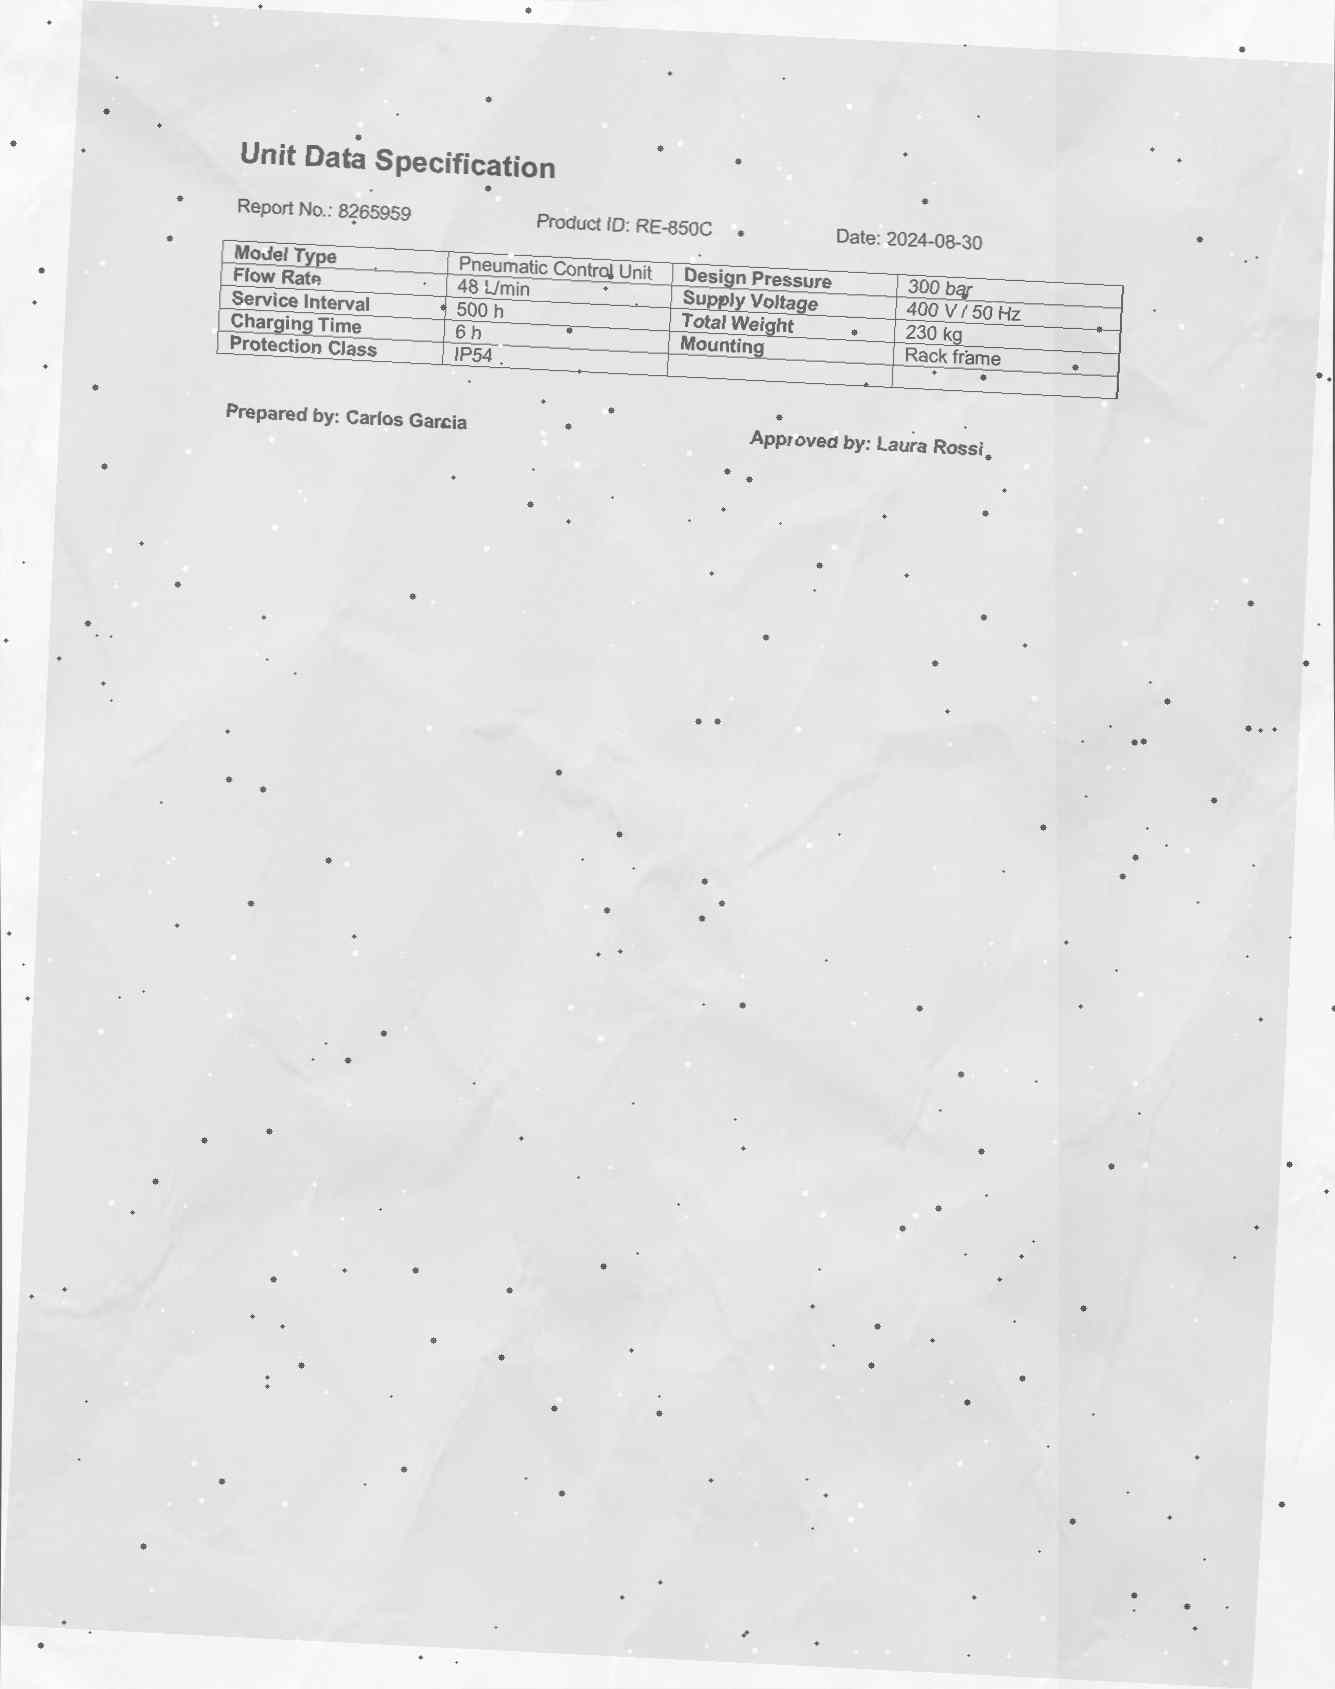 Unit Data Specification
Report No.: 8265959 Product ID: RE-850C Date: 2024-08-30
Model Type Pneumatic Control Unit Design Pressure 300 bar
Flow Rate 48 L/min Supply Voltage 400 V / 50 Hz
Service Interval 500 h Total Weight 230 kg
Charging Time 6 h Mounting Rack frame
Protection Class IP54
Prepared by: Carlos Garcia Approved by: Laura Rossi